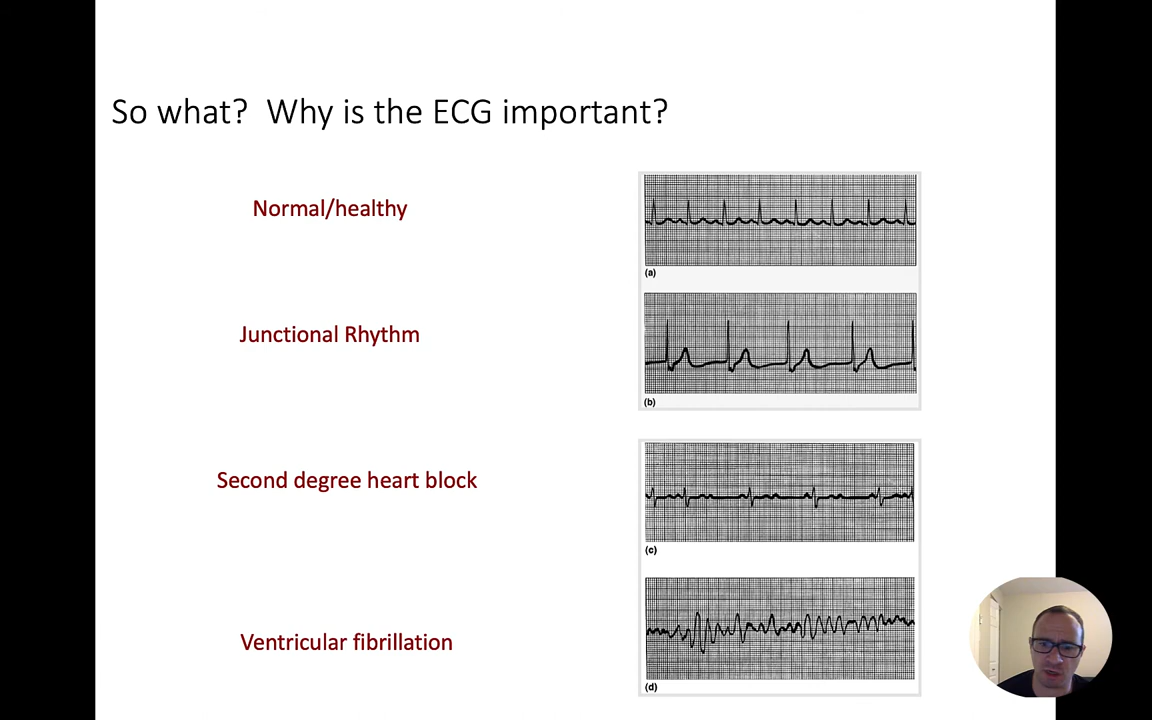 So what?  Why is the ECG important?
Normal/healthy
(a)
Junctional Rhythm
(b)
Second degree heart block
(c)
Ventricular fibrillation
(d)